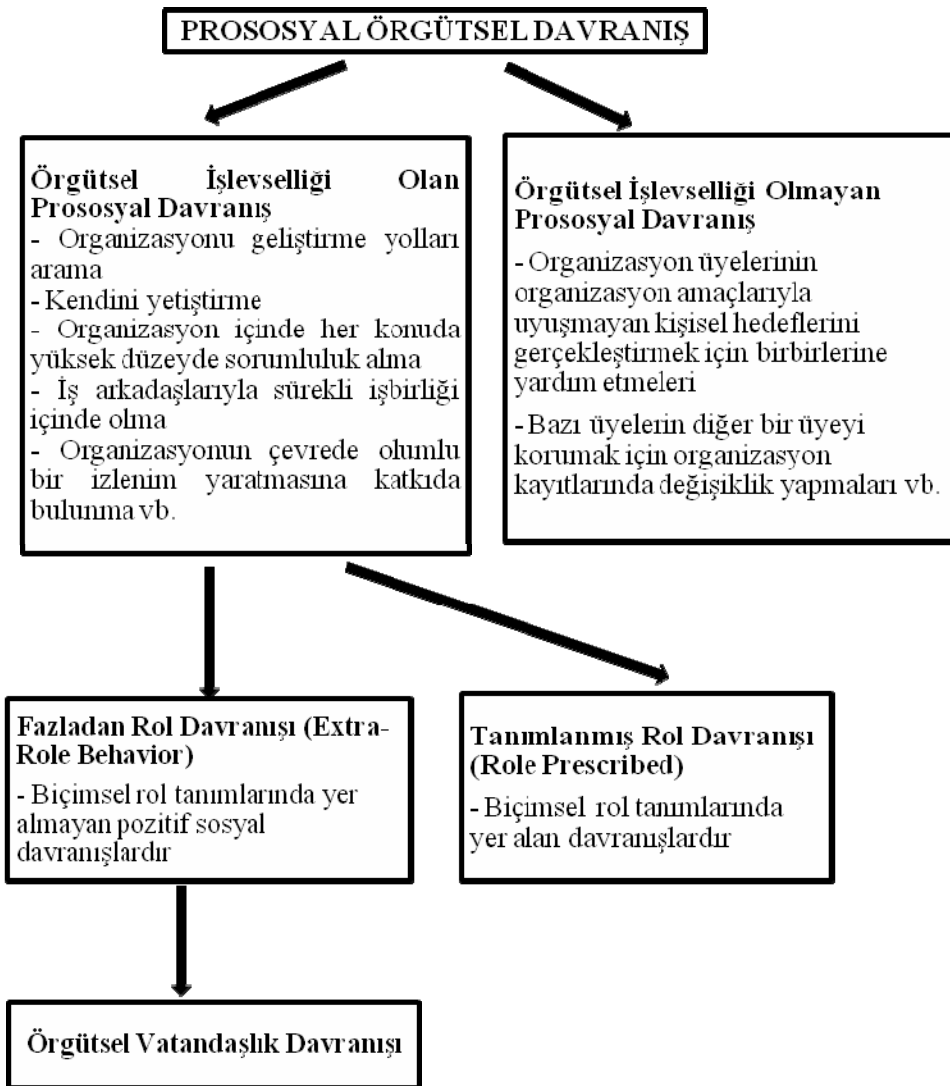 PROSOSYAL ÖRGÜTSEL DAVRANIŞ
Örgütsel İşlevselliği Olan
Prososyal Davranış
- Organizasyonu geliştirme yolları
arama
- Kendini yetiştirme
- Organizasyon içinde her konuda
yüksek düzeyde sorumluluk alma
- İş arkadaşlarıyla sürekli işbirliği
içinde olma
- Organizasyonun çevrede olumlu
bir izlenim yaratmasına katkıda
bulunma vb.
Örgütsel İşlevselliği Olmayan
Prososyal Davranış
- Organizasyon üyelerinin
organizasyon amaçlarıyla
uyuşmayan kişisel hedeflerini
gerçekleştirmek için birbirlerine
yardım etmeleri
- Bazı üyelerin diğer bir üyeyi
korumak için organizasyon
kayıtlarında değişiklik yapmaları vb.
Fazladan Rol Davranışı (Extra-
Role Behavior)
- Biçimsel rol tanımlarında yer
almayan pozitif sosyal
davranışlardır
Tanımlanmış Rol Davranışı
(Role Prescribed)
- Biçimsel rol tanımlarında
yer alan davranışlardır
Örgütsel Vatandaşlık Davranışı